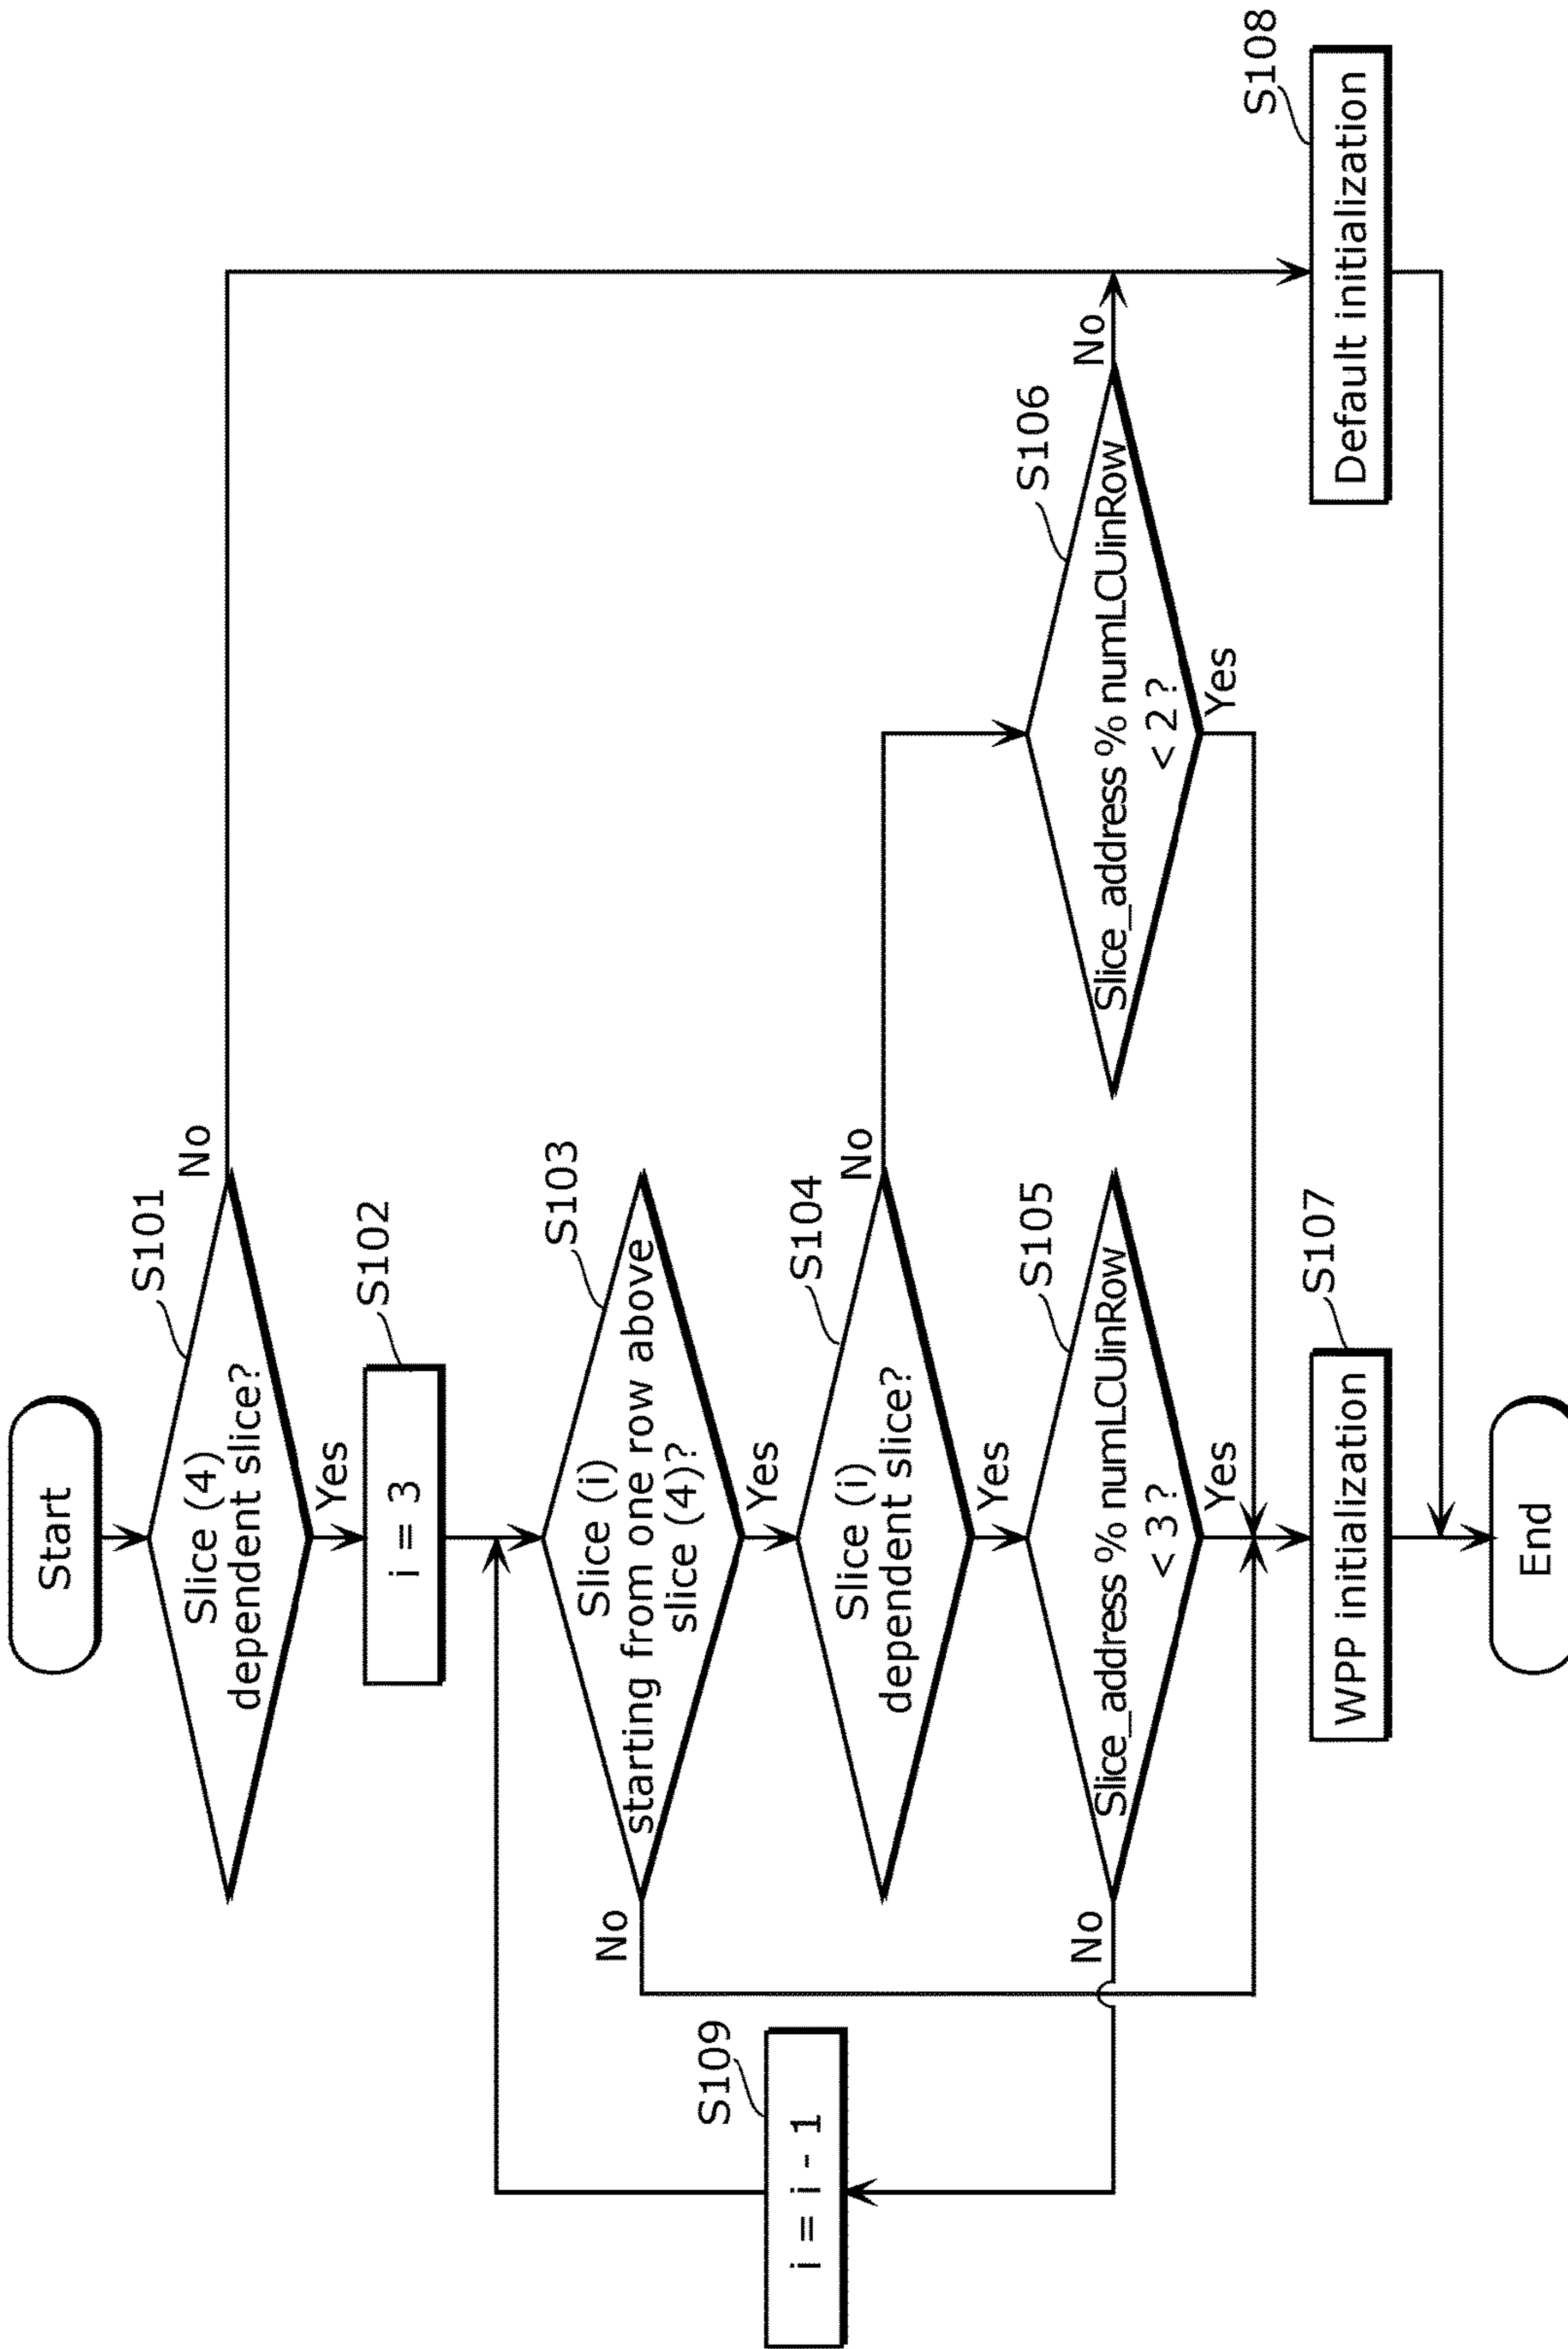 Start
S101
Slice (4)
dependent slice?
No
Yes
S102
i = 3
S103
Slice (i)
starting from one row above
slice (4)?
No
Yes
S104
Slice (i)
dependent slice?
No
Yes
S109
i = i - 1
S105
Slice_address % numLCUinRow
< 3 ?
No
Yes
S106
Slice_address % numLCUinRow
< 2 ?
No
Yes
S107
WPP initialization
S108
Default initialization
End